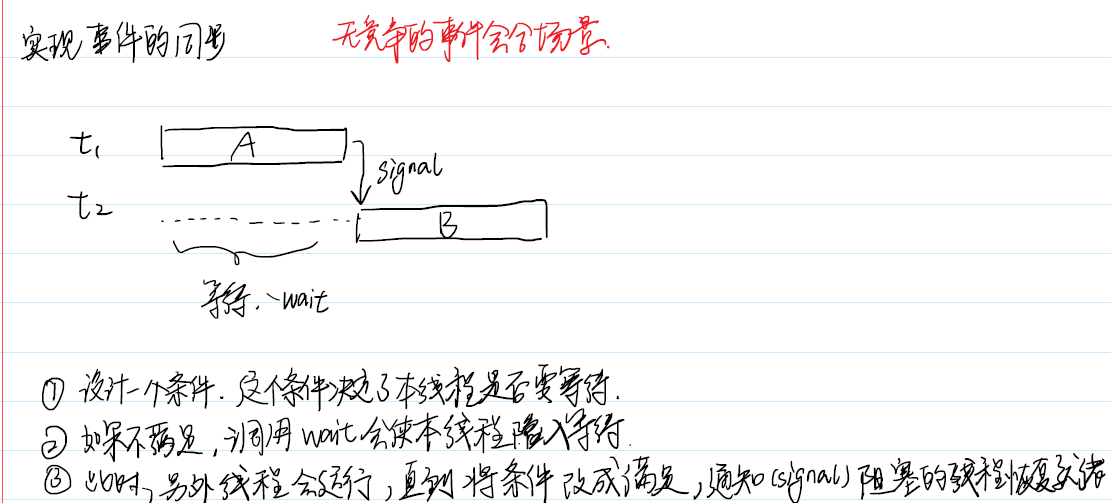 实现事件的同步
无竞争的事件会合场景.
t₁
A
signal
t₂
B
等待.、wait
① 设计一个条件.这个条件决定了本线程是否要等待.
② 如果不满足,调用 wait 会使本线程陷入等待.
③ 此时,另外线程会运行,直到将条件改成满足,通知(signal)阻塞的线程恢复就绪